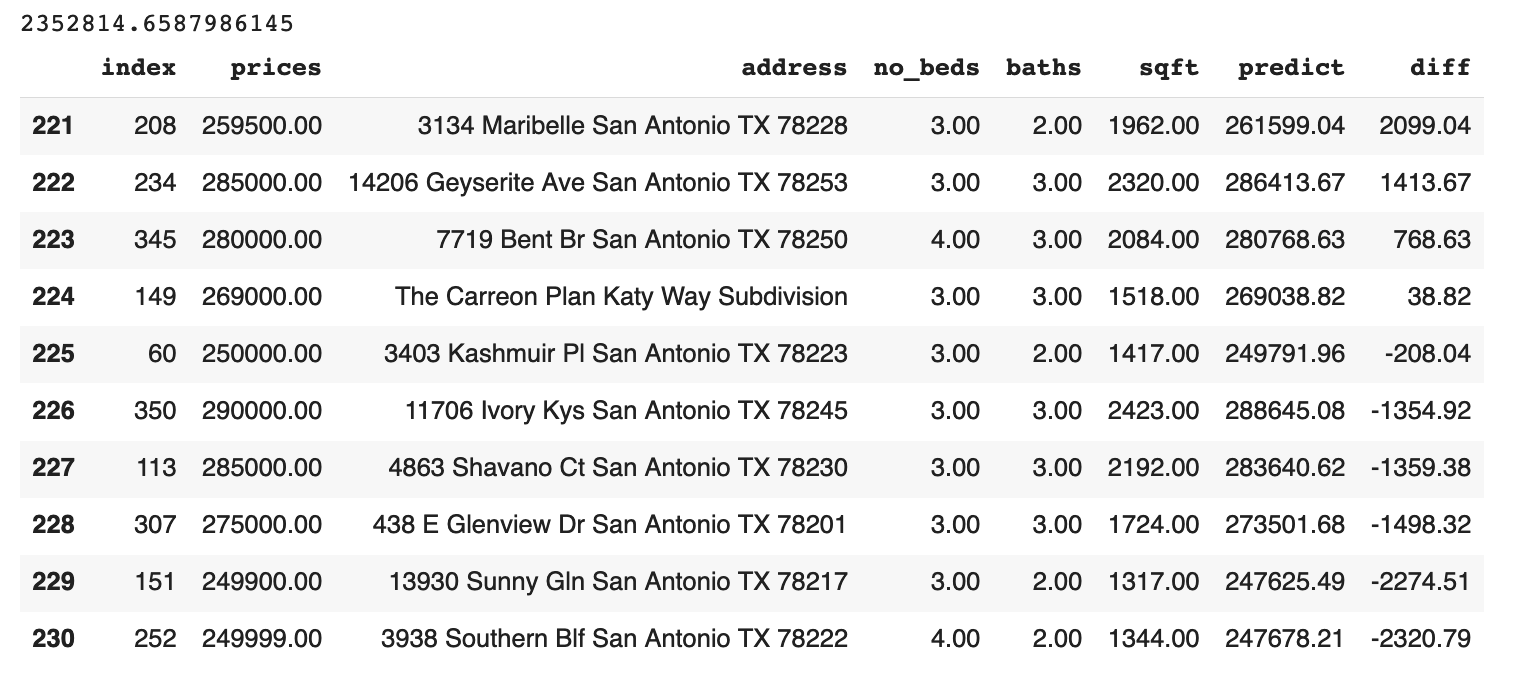 2352814.6587986145
index prices address no_beds baths sqft predict diff
221 208 259500.00 3134 Maribelle San Antonio TX 78228 3.00 2.00 1962.00 261599.04 2099.04
222 234 285000.00 14206 Geyserite Ave San Antonio TX 78253 3.00 3.00 2320.00 286413.67 1413.67
223 345 280000.00 7719 Bent Br San Antonio TX 78250 4.00 3.00 2084.00 280768.63 768.63
224 149 269000.00 The Carreon Plan Katy Way Subdivision 3.00 3.00 1518.00 269038.82 38.82
225 60 250000.00 3403 Kashmuir Pl San Antonio TX 78223 3.00 2.00 1417.00 249791.96 -208.04
226 350 290000.00 11706 Ivory Kys San Antonio TX 78245 3.00 3.00 2423.00 288645.08 -1354.92
227 113 285000.00 4863 Shavano Ct San Antonio TX 78230 3.00 3.00 2192.00 283640.62 -1359.38
228 307 275000.00 438 E Glenview Dr San Antonio TX 78201 3.00 3.00 1724.00 273501.68 -1498.32
229 151 249900.00 13930 Sunny Gln San Antonio TX 78217 3.00 2.00 1317.00 247625.49 -2274.51
230 252 249999.00 3938 Southern Blf San Antonio TX 78222 4.00 2.00 1344.00 247678.21 -2320.79